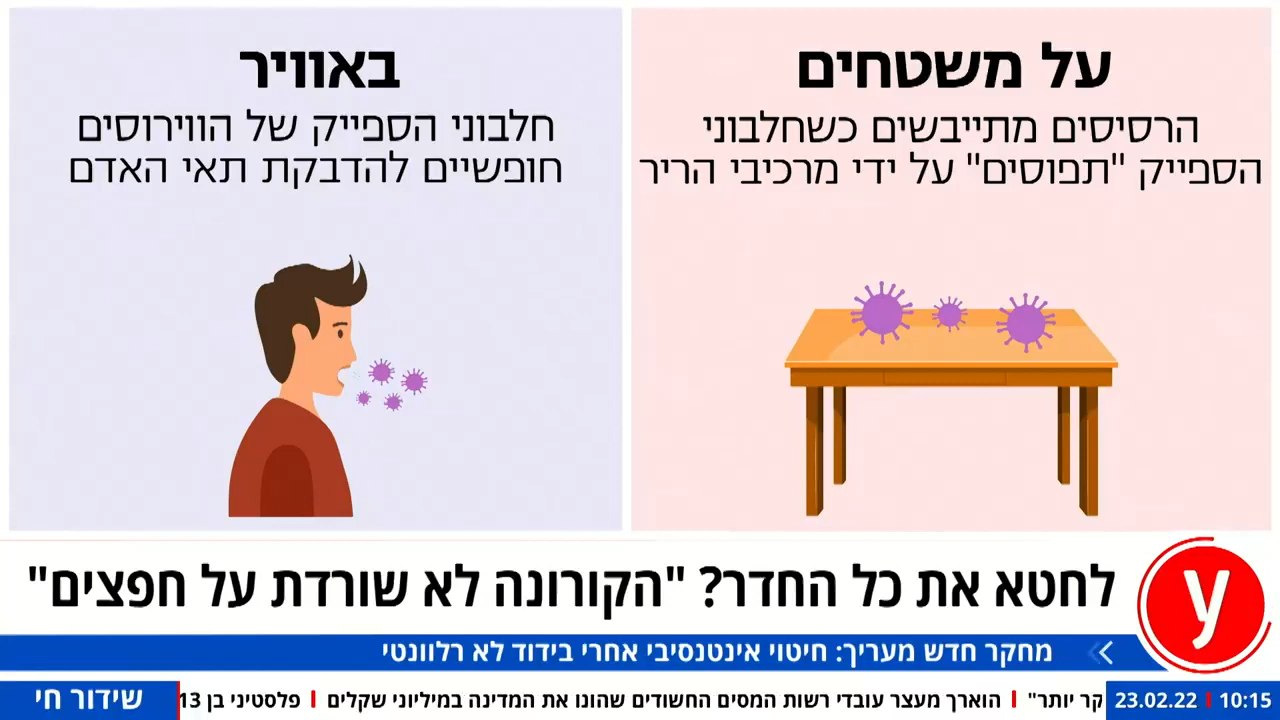 על משטחים
הרסיסים מתייבשים כשחלבוני
הספייק "תפוסים" על ידי מרכיבי הריר
באוויר
חלבוני הספייק של הווירוסים
חופשיים להדבקת תאי האדם
לחטא את כל החדר? "הקורונה לא שורדת על חפצים"
y
מחקר חדש מעריך: חיטוי אינטנסיבי אחרי בידוד לא רלוונטי
10:15 | 23.02.22
קר יותר" | הוארך מעצר עובדי רשות המסים החשודים שהונו את המדינה במיליוני שקלים | פלסטיני בן 13
שידור חי